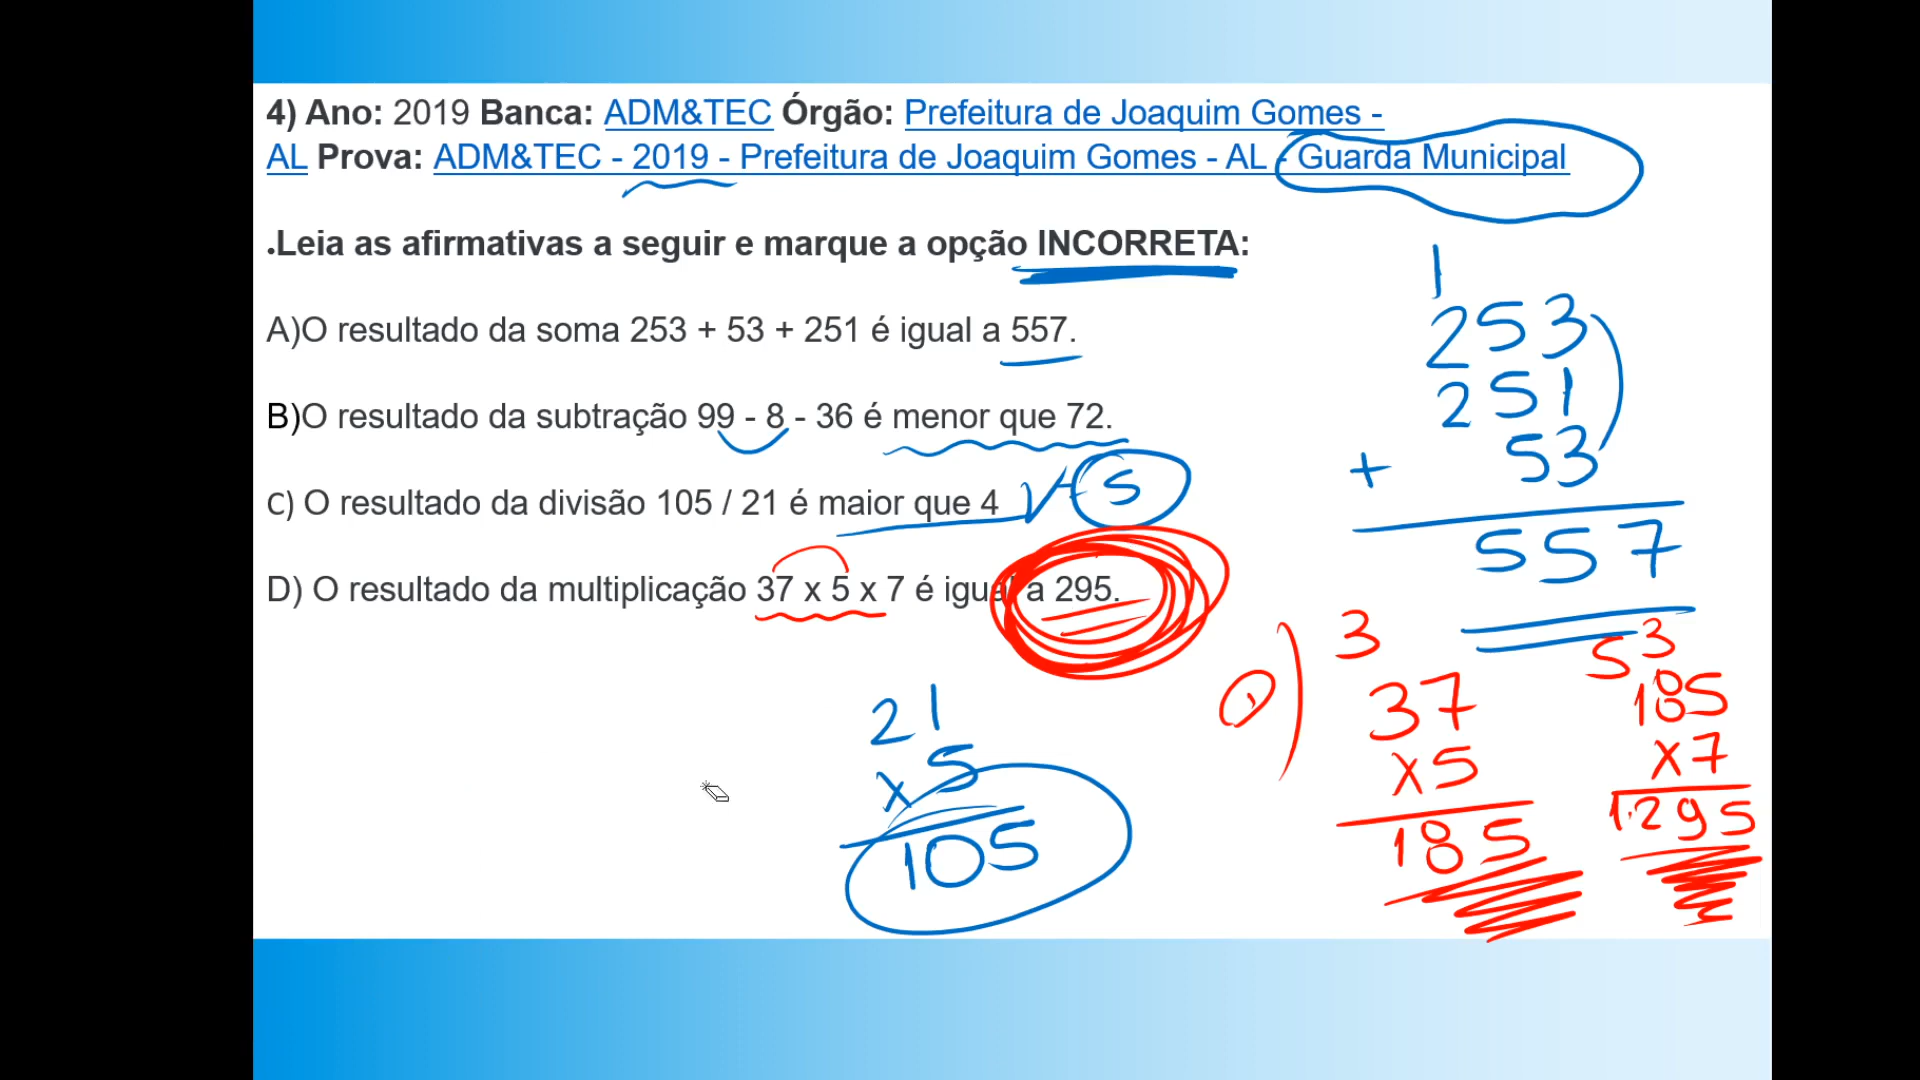 4) Ano: 2019 Banca: ADM&TEC Órgão: Prefeitura de Joaquim Gomes -
AL Prova: ADM&TEC - 2019 - Prefeitura de Joaquim Gomes - AL - Guarda Municipal
.Leia as afirmativas a seguir e marque a opção INCORRETA:
A)O resultado da soma 253 + 53 + 251 é igual a 557.
B)O resultado da subtração 99 - 8 - 36 é menor que 72.
C) O resultado da divisão 105 / 21 é maior que 4
5
D) O resultado da multiplicação 37 x 5 x 7 é igual a 295.
1
253
251
+ 53
557
21
x5
105
3
37
x5
185
53
185
x7
1.295